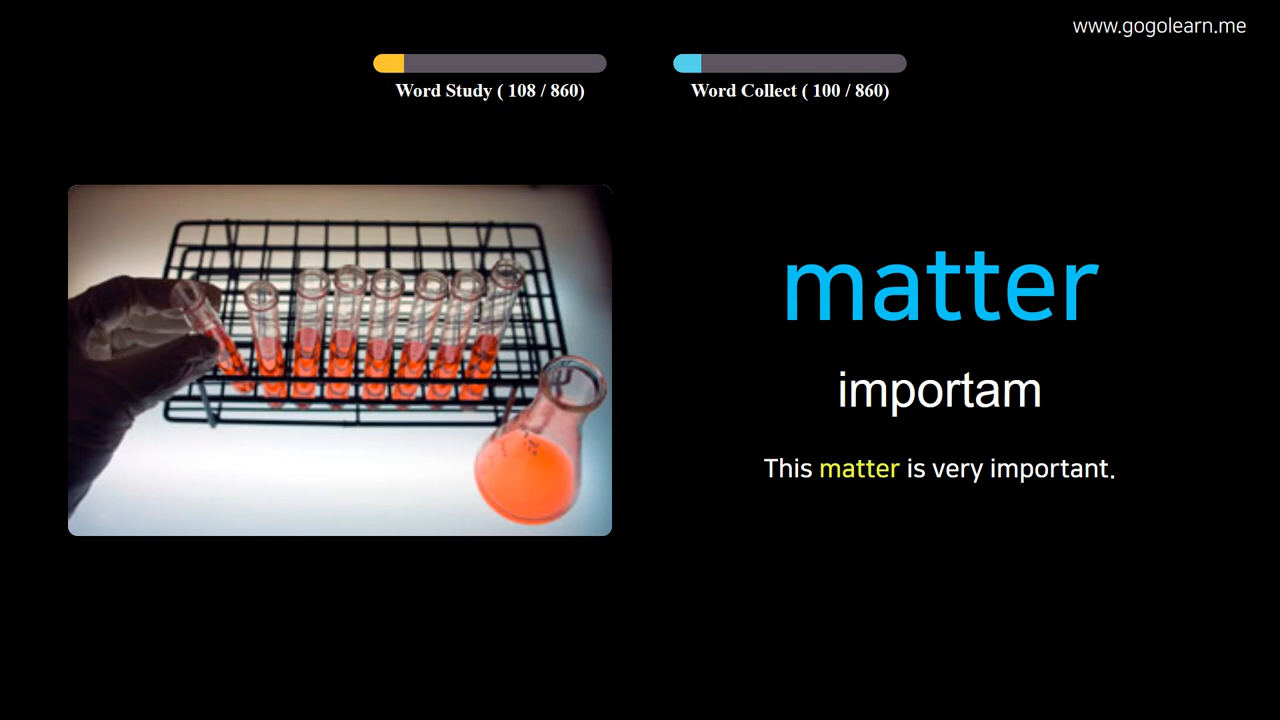 www.gogolearn.me
Word Study ( 108 / 860)
Word Collect ( 100 / 860)
matter
importam
This matter is very important.